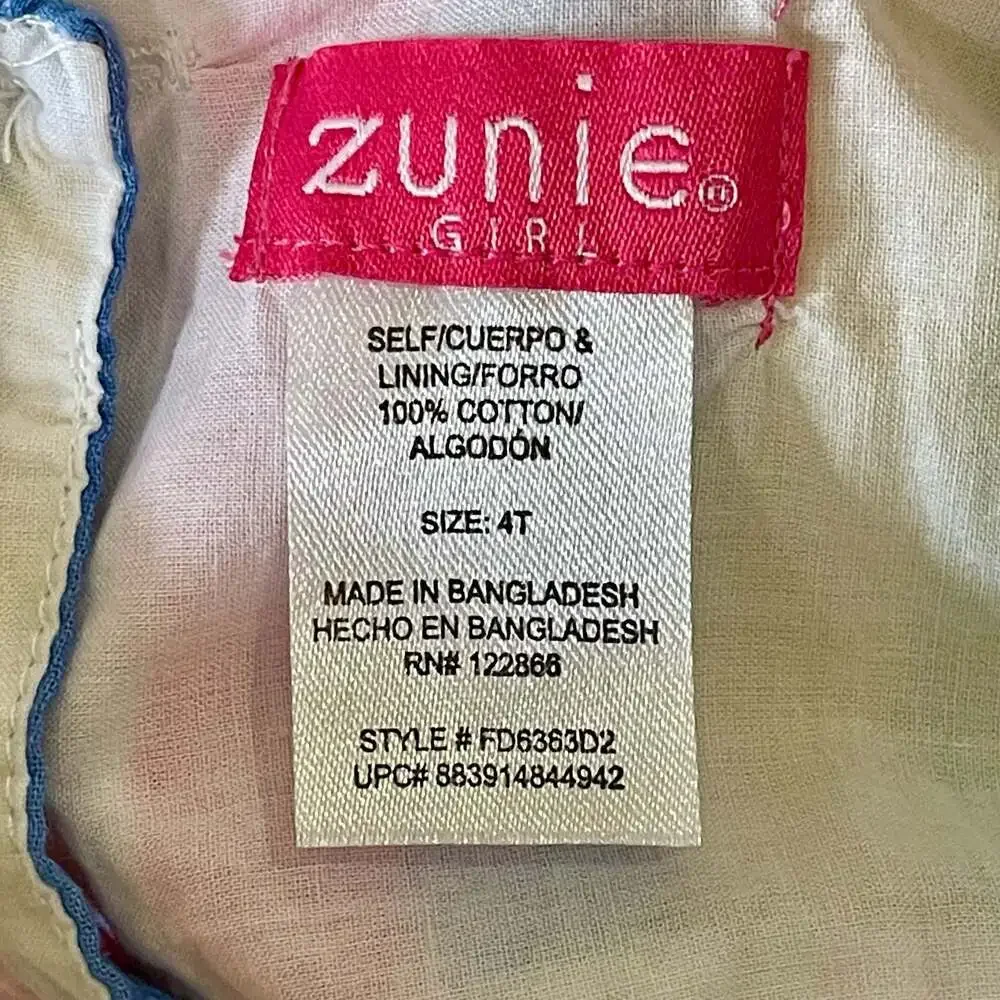 zunie®
GIRL
SELF/CUERPO &
LINING/FORRO
100% COTTON/
ALGODÓN
SIZE: 4T
MADE IN BANGLADESH
HECHO EN BANGLADESH
RN# 122866
STYLE # FD6363D2
UPC# 883914844942